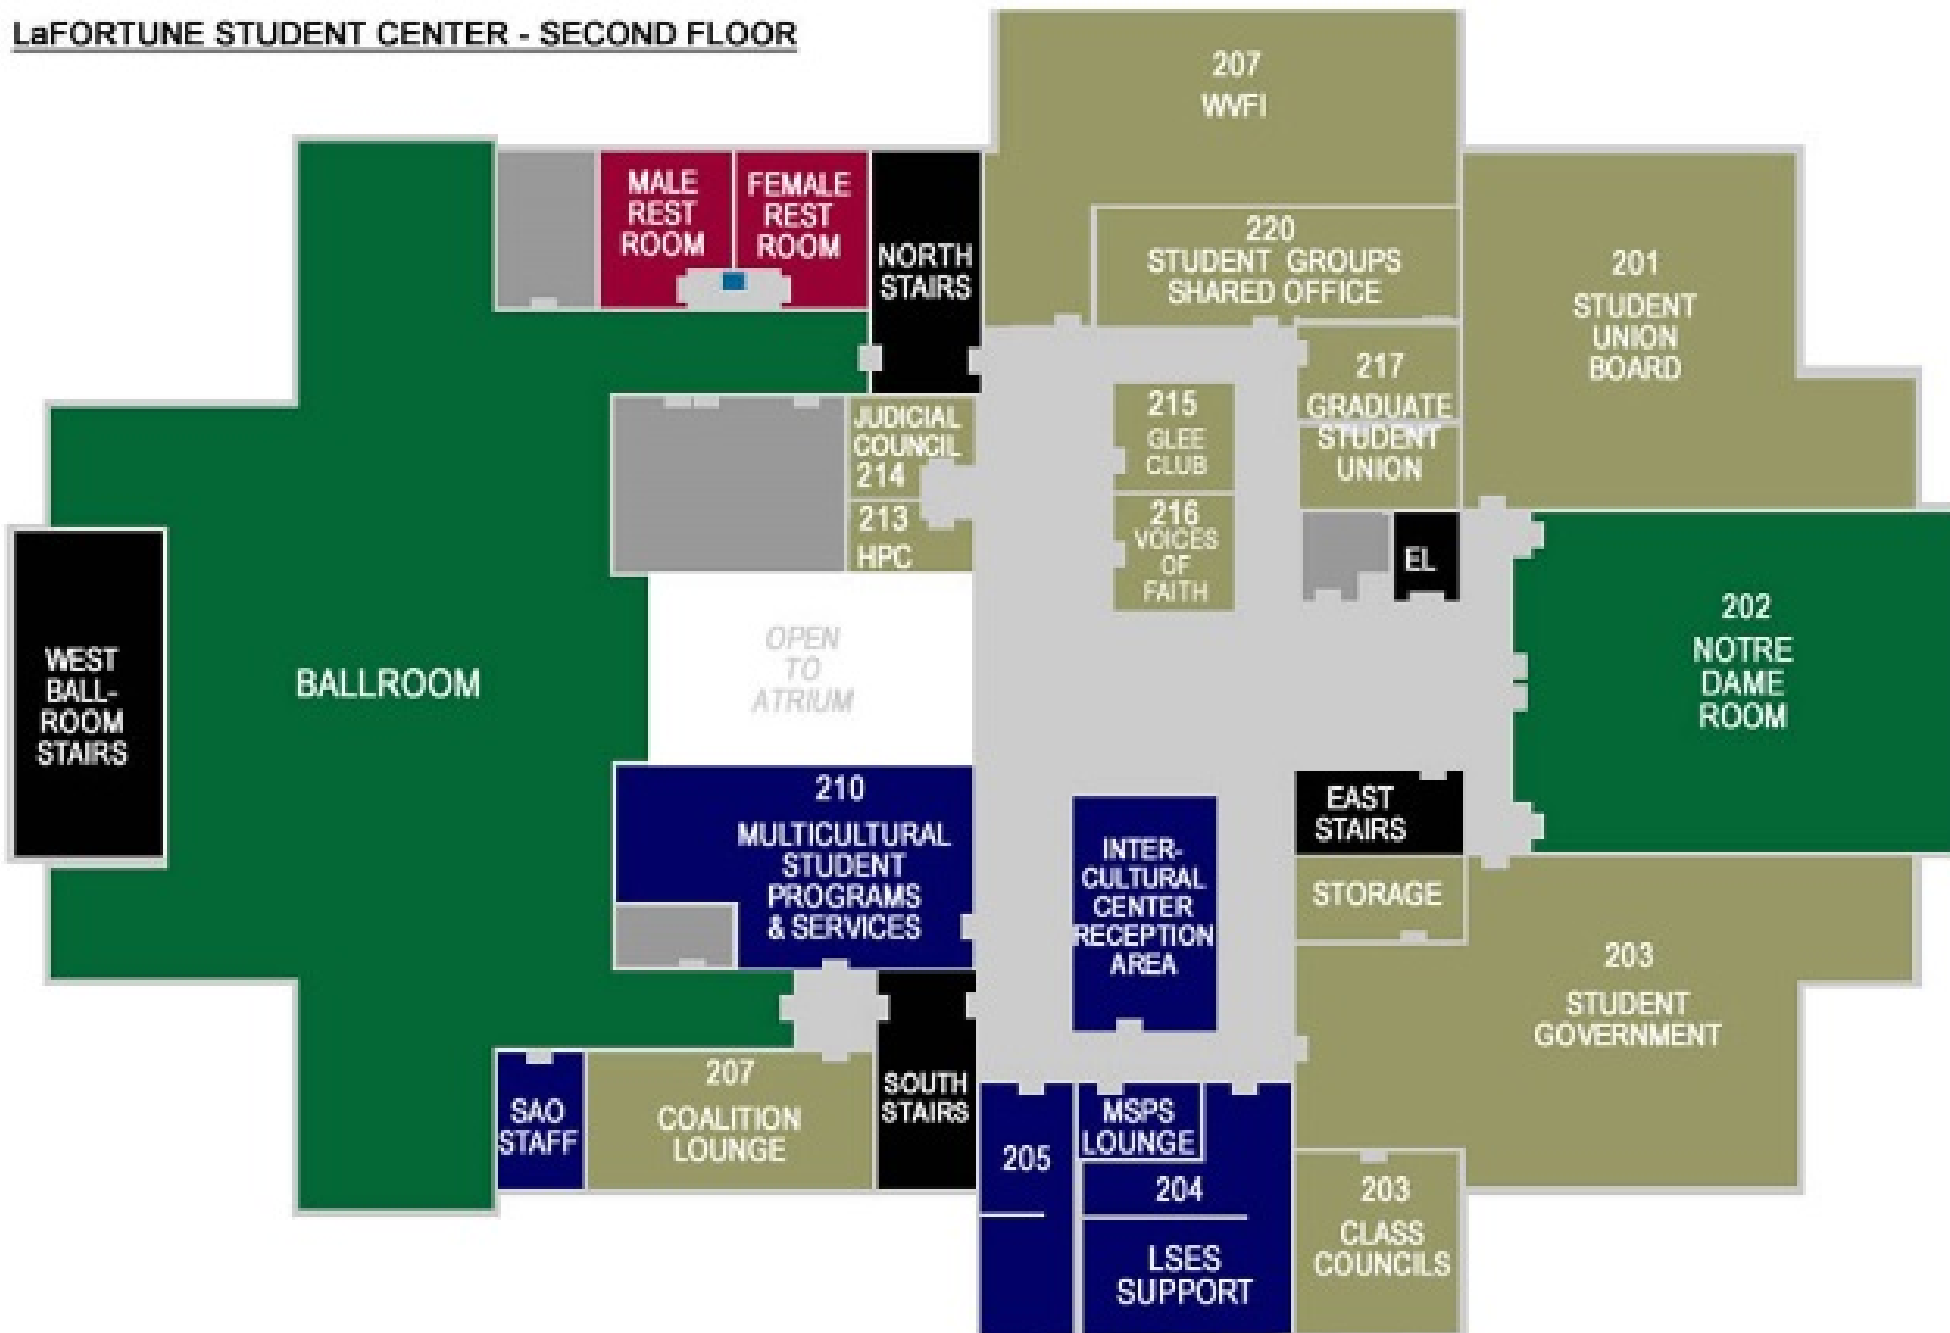 LaFORTUNE STUDENT CENTER - SECOND FLOOR
207
WVFI
MALE
REST
ROOM
FEMALE
REST
ROOM
NORTH
STAIRS
220
STUDENT GROUPS
SHARED OFFICE
201
STUDENT
UNION
BOARD
217
GRADUATE
STUDENT
UNION
JUDICIAL
COUNCIL
214
213
HPC
215
GLEE
CLUB
216
VOICES
OF
FAITH
EL
202
NOTRE
DAME
ROOM
WEST
BALL-
ROOM
STAIRS
BALLROOM
OPEN
TO
ATRIUM
210
MULTICULTURAL
STUDENT
PROGRAMS
& SERVICES
INTER-
CULTURAL
CENTER
RECEPTION
AREA
EAST
STAIRS
STORAGE
203
STUDENT
GOVERNMENT
SAO
STAFF
207
COALITION
LOUNGE
SOUTH
STAIRS
205
MSPS
LOUNGE
204
LSES
SUPPORT
203
CLASS
COUNCILS